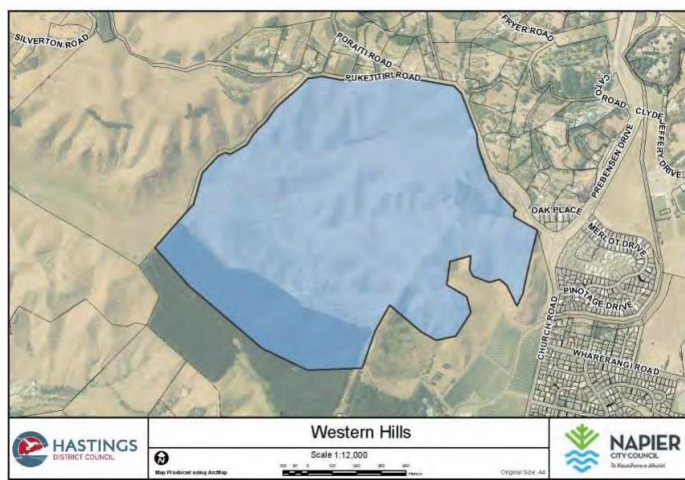 SILVERTON ROAD
PORAITI ROAD
FRYER ROAD
PUKETITIRI ROAD
CATO ROAD
CLYDE JEFFERY DRIVE
PREBENSEN DRIVE
OAK PLACE
MERLOT DRIVE
PINOTAGE DRIVE
CHURCH ROAD
WHARERANGI ROAD
HASTINGS
DISTRICT COUNCIL
Western Hills
Scale 1:12,000
Map Produced using ArcMap
Original Size: A4
NAPIER
CITY COUNCIL